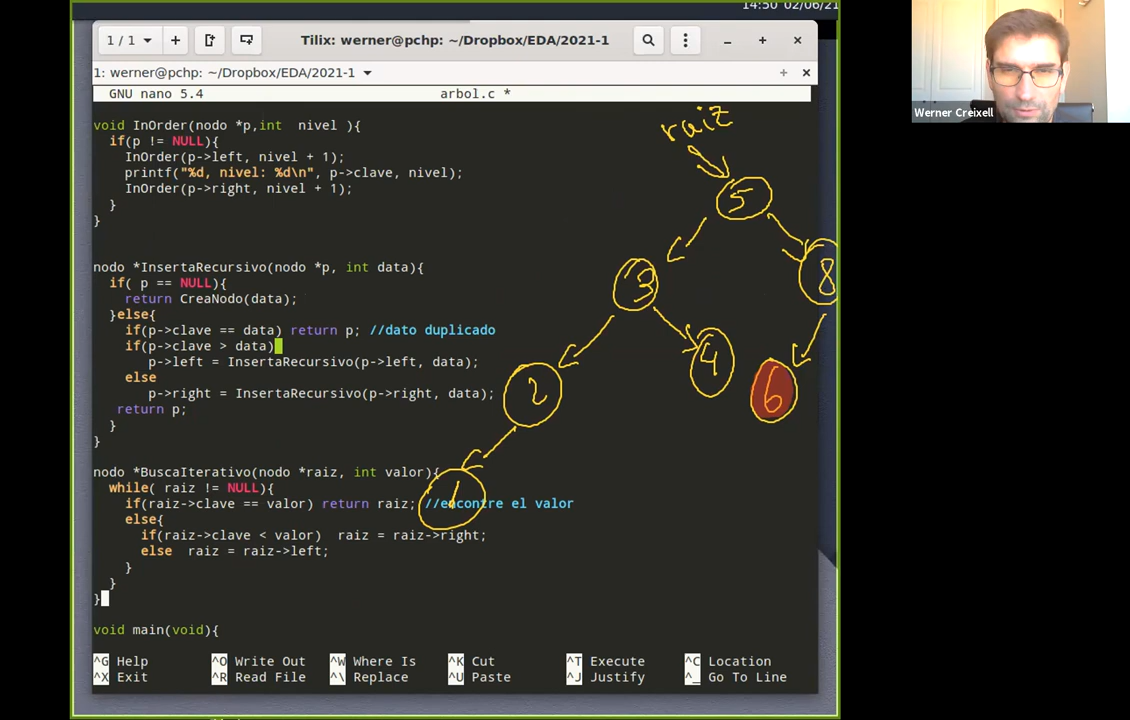 14:50 02/06/21
1 / 1
Tilix: werner@pchp: ~/Dropbox/EDA/2021-1
1: werner@pchp: ~/Dropbox/EDA/2021-1
GNU nano 5.4 arbol.c *
void InOrder(nodo *p,int nivel ){
if(p != NULL){
InOrder(p->left, nivel + 1);
printf("%d, nivel: %d\n", p->clave, nivel);
InOrder(p->right, nivel + 1);
}
}
nodo *InsertaRecursivo(nodo *p, int data){
if( p == NULL){
return CreaNodo(data);
}else{
if(p->clave == data) return p; //dato duplicado
if(p->clave > data)
p->left = InsertaRecursivo(p->left, data);
else
p->right = InsertaRecursivo(p->right, data);
return p;
}
}
nodo *BuscaIterativo(nodo *raiz, int valor){
while( raiz != NULL){
if(raiz->clave == valor) return raiz; //encontre el valor
else{
if(raiz->clave < valor) raiz = raiz->right;
else raiz = raiz->left;
}
}
}
void main(void){
^G Help ^O Write Out ^W Where Is ^K Cut ^T Execute ^C Location
^X Exit ^R Read File ^\ Replace ^U Paste ^J Justify ^_ Go To Line
raiz
5
3
8
2
4
6
1
Werner Creixell